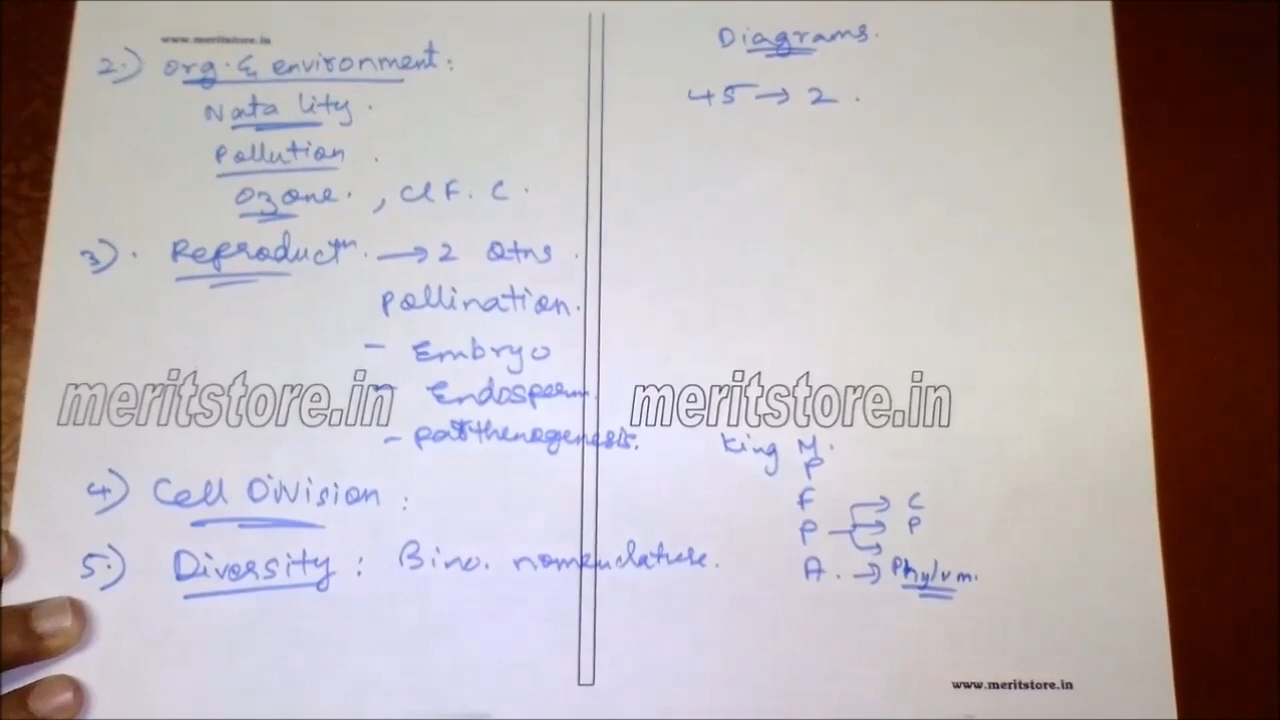 www.meritstore.in
2.) Org. & environment:
Natality.
Pollution.
Ozone., Cl F. C.
3). Reproductn. → 2 Qtns.
Pollination.
- Embryo
- Endosperm.
meritstore.in
- parthenogenesis.
4) Cell Division:
5.) Diversity: Bino. nomenclature.
Diagrams.
45 → 2.
meritstore.in
King M.
P
F → C
P → P
A. → Phylum.
www.meritstore.in